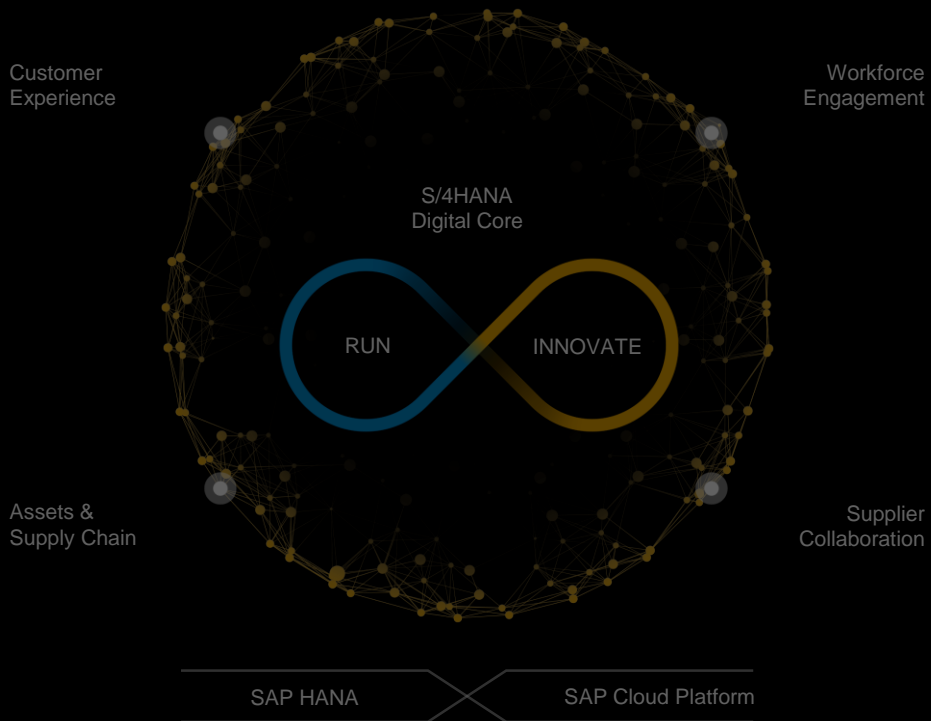 Customer
Experience
Workforce
Engagement
S/4HANA
Digital Core
RUN
INNOVATE
Assets &
Supply Chain
Supplier
Collaboration
SAP HANA
SAP Cloud Platform